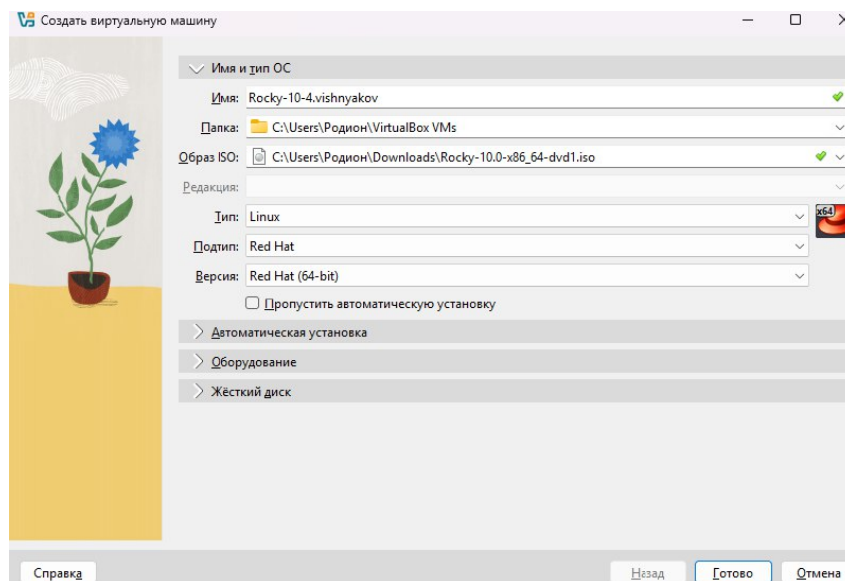 Создать виртуальную машину
Имя и тип ОС
Имя: Rocky-10-4.vishnyakov
Папка: C:\Users\Родион\VirtualBox VMs
Образ ISO: C:\Users\Родион\Downloads\Rocky-10.0-x86_64-dvd1.iso
Редакция:
Тип: Linux
x64
Подтип: Red Hat
Версия: Red Hat (64-bit)
Пропустить автоматическую установку
Автоматическая установка
Оборудование
Жёсткий диск
Справка Назад Готово Отмена